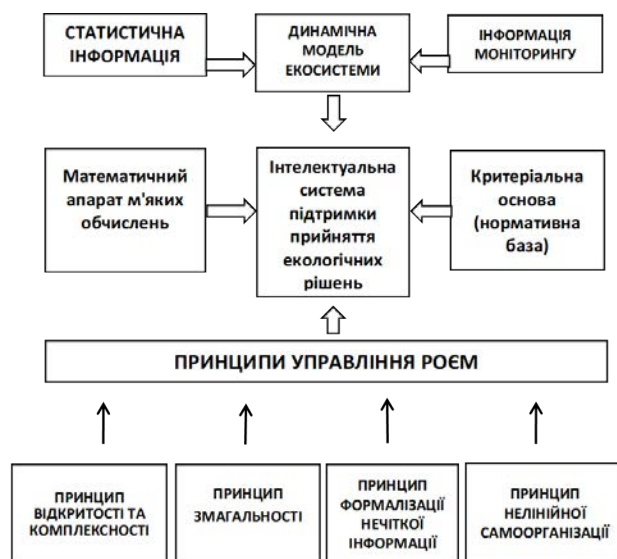 СТАТИСТИЧНА
ІНФОРМАЦІЯ
ДИНАМІЧНА
МОДЕЛЬ
ЕКОСИСТЕМИ
ІНФОРМАЦІЯ
МОНІТОРИНГУ
Математичний
апарат м'яких
обчислень
Інтелектуальна
система
підтримки
прийняття
екологічних
рішень
Критеріальна
основа
(нормативна
база)
ПРИНЦИПИ УПРАВЛІННЯ РОЄМ
ПРИНЦИП
ВІДКРИТОСТІ ТА
КОМПЛЕКСНОСТІ
ПРИНЦИП
ЗМАГАЛЬНОСТІ
ПРИНЦИП
ФОРМАЛІЗАЦІЇ
НЕЧІТКОЇ
ІНФОРМАЦІЇ
ПРИНЦИП
НЕЛІНІЙНОЇ
САМООРГАНІЗАЦІЇ